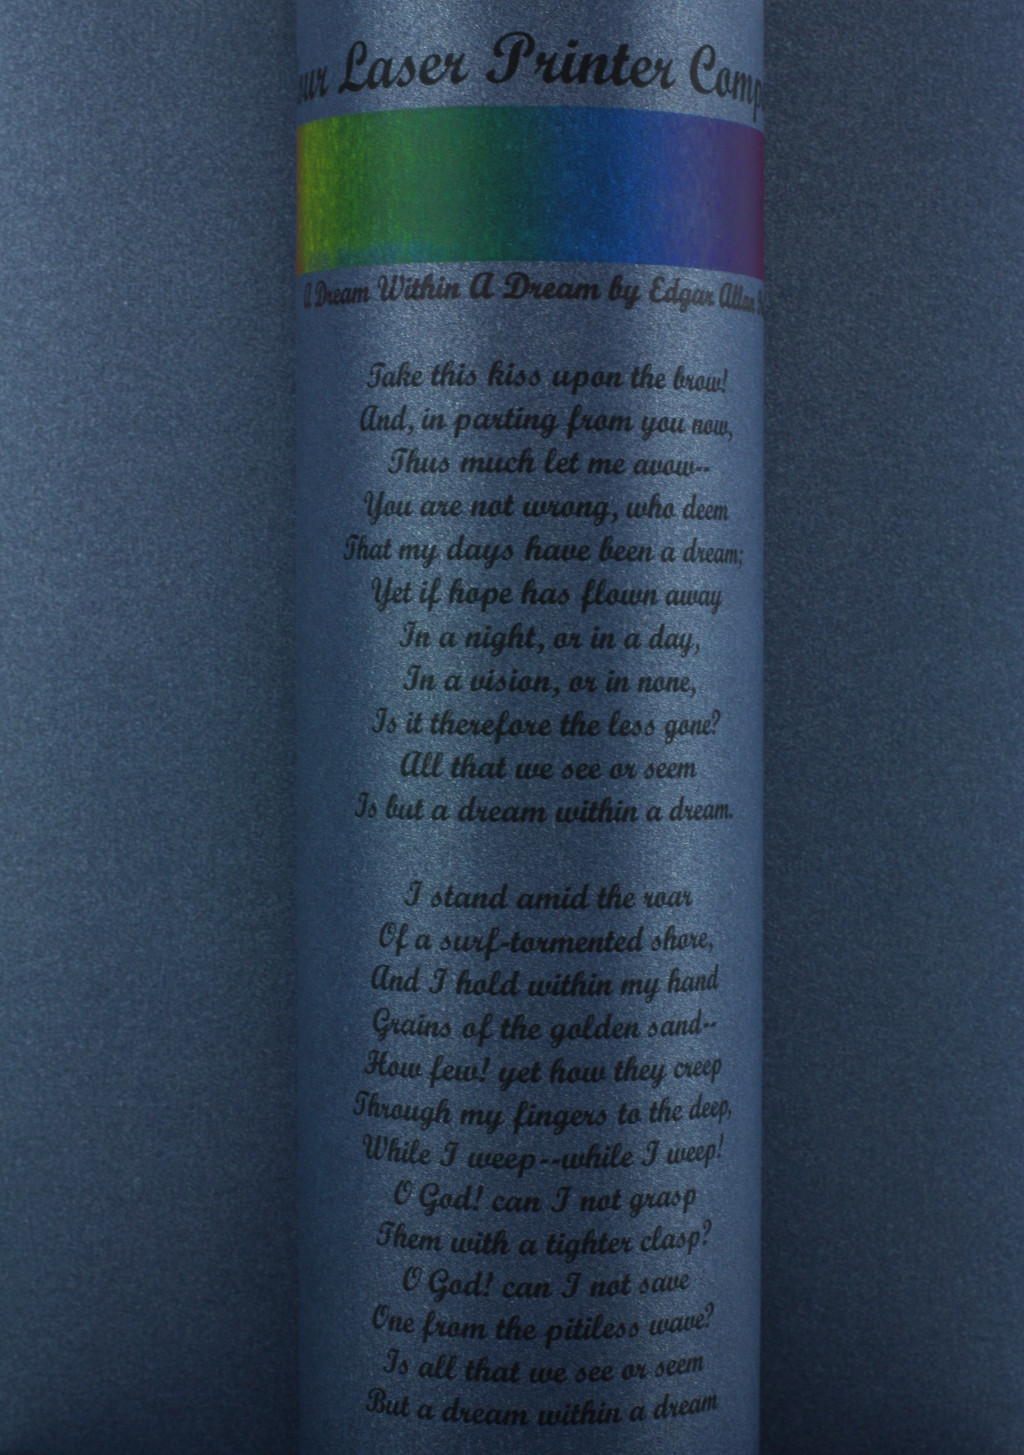 Laser Printer
A Dream Within A Dream by Edgar Allan
Take this kiss upon the brow!
And, in parting from you now,
Thus much let me avow--
You are not wrong, who deem
That my days have been a dream;
Yet if hope has flown away
In a night, or in a day,
In a vision, or in none,
Is it therefore the less gone?
All that we see or seem
Is but a dream within a dream.
I stand amid the roar
Of a surf-tormented shore,
And I hold within my hand
Grains of the golden sand--
How few! yet how they creep
Through my fingers to the deep,
While I weep--while I weep!
O God! can I not grasp
Them with a tighter clasp?
O God! can I not save
One from the pitiless wave?
Is all that we see or seem
But a dream within a dream